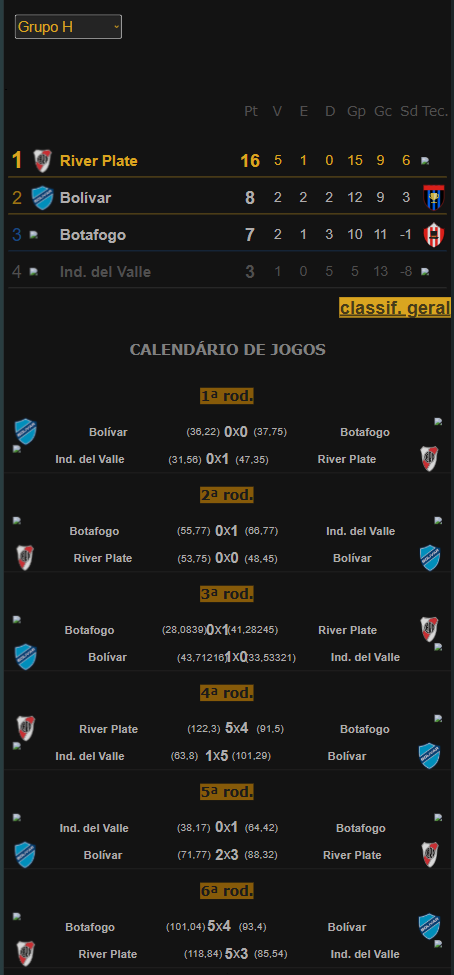 Grupo H
Pt V E D Gp Gc Sd Tec.
1 River Plate 16 5 1 0 15 9 6
2 Bolívar 8 2 2 2 12 9 3
3 Botafogo 7 2 1 3 10 11 -1
4 Ind. del Valle 3 1 0 5 5 13 -8
classif. geral
CALENDÁRIO DE JOGOS
1ª rod.
Bolívar (36,22) 0X0 (37,75) Botafogo
Ind. del Valle (31,56) 0X1 (47,35) River Plate
2ª rod.
Botafogo (55,77) 0X1 (66,77) Ind. del Valle
River Plate (53,75) 0X0 (48,45) Bolívar
3ª rod.
Botafogo (28,0839)0X1(41,28245) River Plate
Bolívar (43,71216)1X0(33,53321) Ind. del Valle
4ª rod.
River Plate (122,3) 5X4 (91,5) Botafogo
Ind. del Valle (63,8) 1X5 (101,29) Bolívar
5ª rod.
Ind. del Valle (38,17) 0X1 (64,42) Botafogo
Bolívar (71,77) 2X3 (88,32) River Plate
6ª rod.
Botafogo (101,04) 5X4 (93,4) Bolívar
River Plate (118,84) 5X3 (85,54) Ind. del Valle